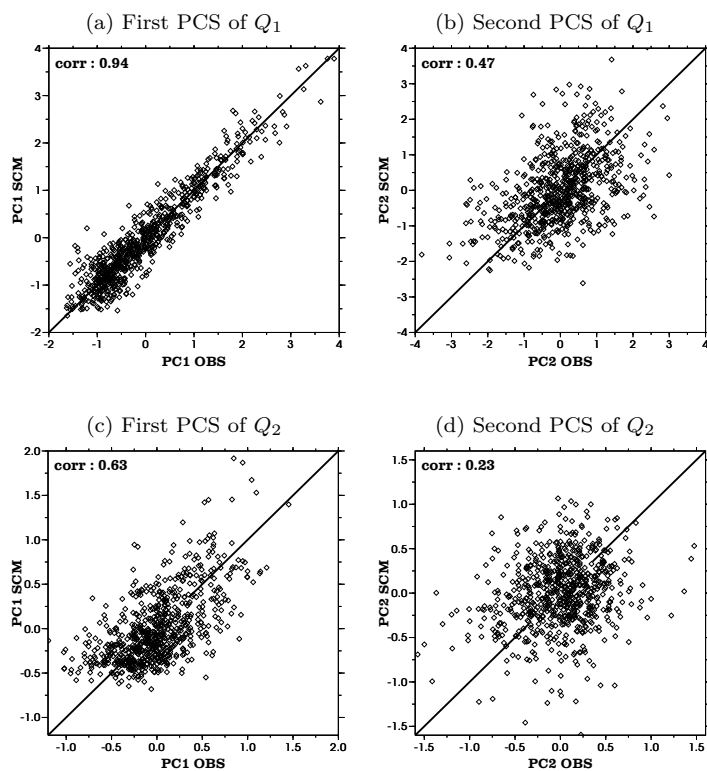 (a) First PCS of Q1
corr : 0.94
4
3
2
1
0
-1
-2
PC1 SCM
-2 -1 0 1 2 3 4
PC1 OBS
(b) Second PCS of Q1
corr : 0.47
4
3
2
1
0
-1
-2
-3
-4
PC2 SCM
-4 -3 -2 -1 0 1 2 3 4
PC2 OBS
(c) First PCS of Q2
corr : 0.63
2.0
1.5
1.0
0.5
0.0
-0.5
-1.0
PC1 SCM
-1.0 -0.5 0.0 0.5 1.0 1.5 2.0
PC1 OBS
(d) Second PCS of Q2
corr : 0.23
1.5
1.0
0.5
0.0
-0.5
-1.0
-1.5
PC2 SCM
-1.5 -1.0 -0.5 0.0 0.5 1.0 1.5
PC2 OBS